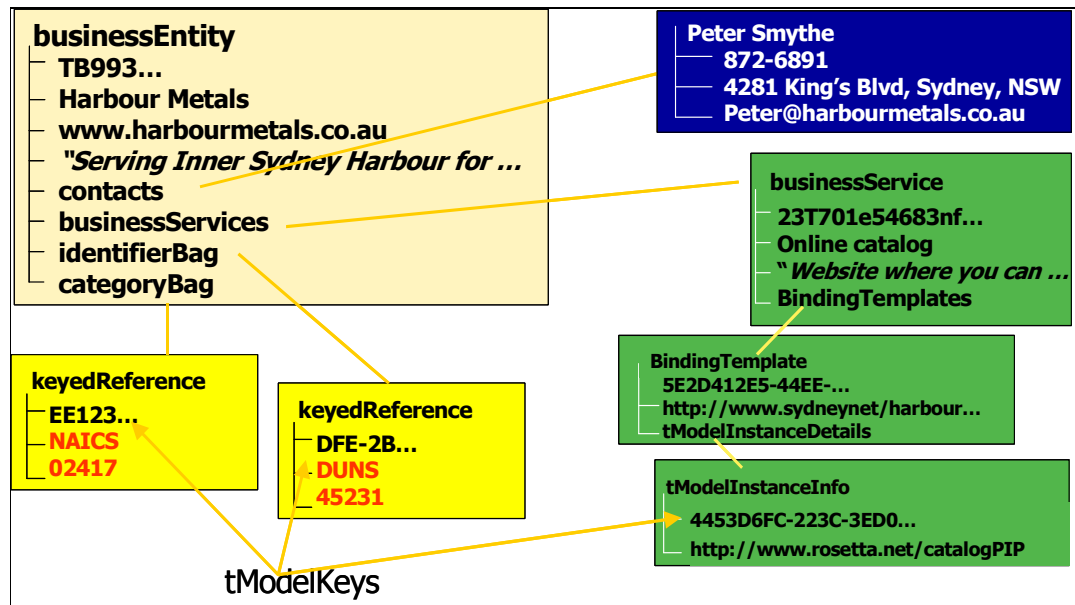 businessEntity
TB993...
Harbour Metals
www.harbourmetals.co.au
"Serving Inner Sydney Harbour for ...
contacts
businessServices
identifierBag
categoryBag
Peter Smythe
872-6891
4281 King's Blvd, Sydney, NSW
Peter@harbourmetals.co.au
businessService
23T701e54683nf...
Online catalog
"Website where you can ...
BindingTemplates
BindingTemplate
5E2D412E5-44EE-...
http://www.sydneynet/harbour...
tModelInstanceDetails
tModelInstanceInfo
4453D6FC-223C-3ED0...
http://www.rosetta.net/catalogPIP
keyedReference
EE123...
NAICS
02417
keyedReference
DFE-2B...
DUNS
45231
tModelKeys